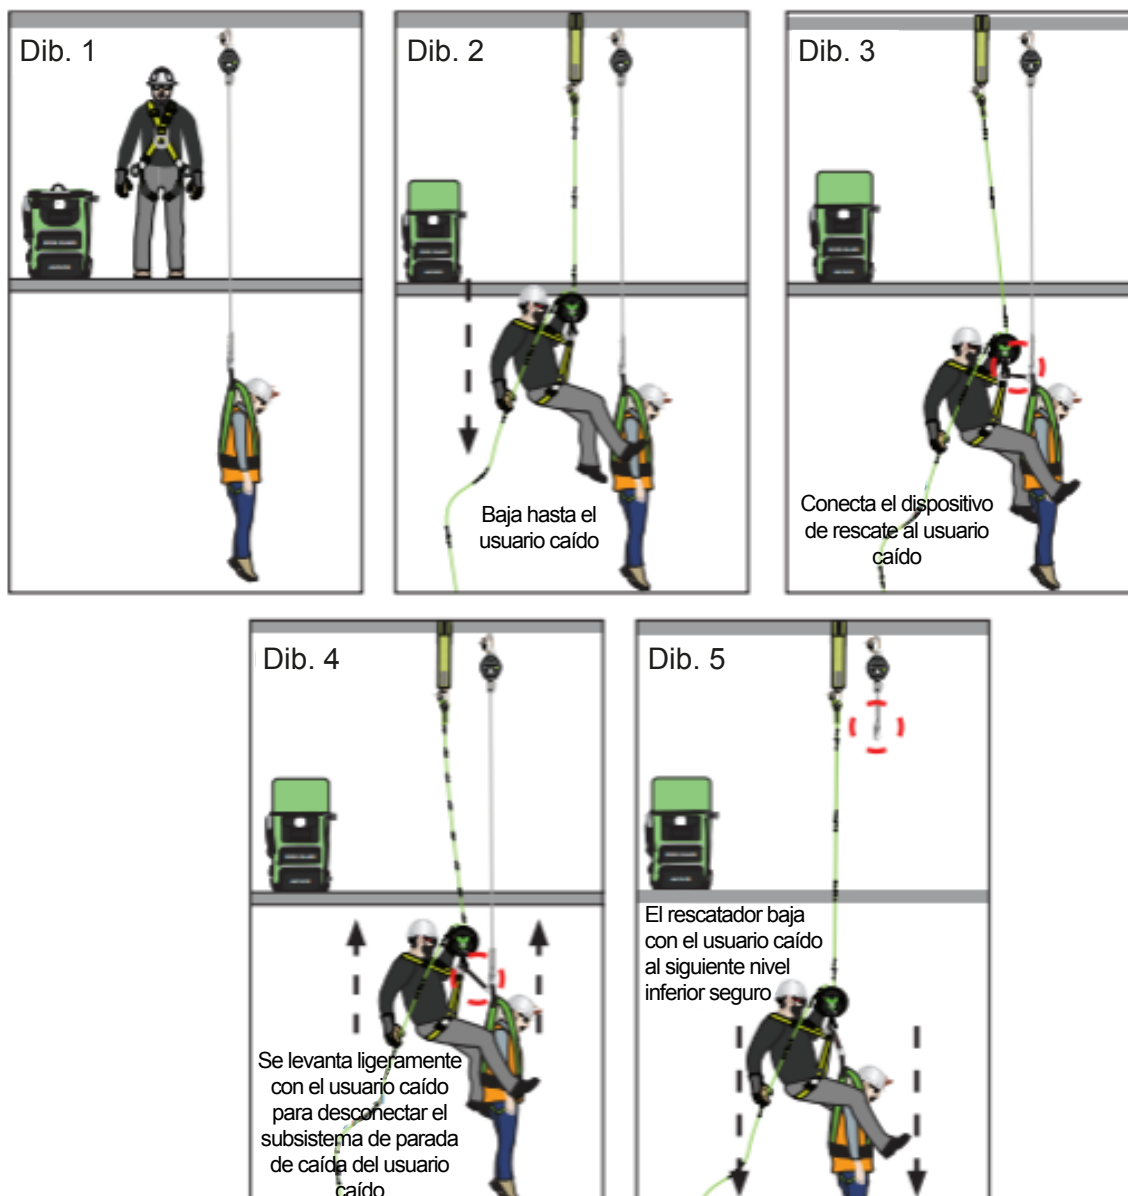 Dib. 1
Dib. 2
Baja hasta el
usuario caído
Dib. 3
Conecta el dispositivo
de rescate al usuario
caído
Dib. 4
Se levanta ligeramente
con el usuario caído
para desconectar el
subsistema de parada
de caída del usuario
caído
Dib. 5
El rescatador baja
con el usuario caído
al siguiente nivel
inferior seguro